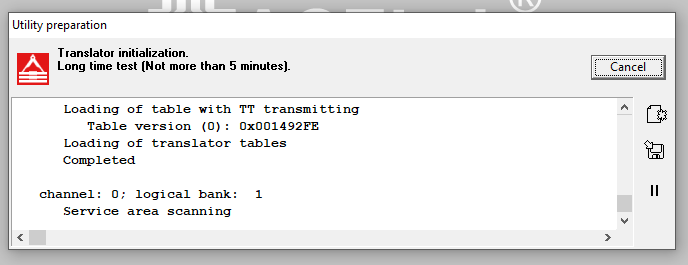 ®
Utility preparation
Translator initialization.
Long time test (Not more than 5 minutes).
Cancel
Loading of table with TT transmitting
Table version (0): 0x001492FE
Loading of translator tables
Completed
channel: 0; logical bank: 1
Service area scanning